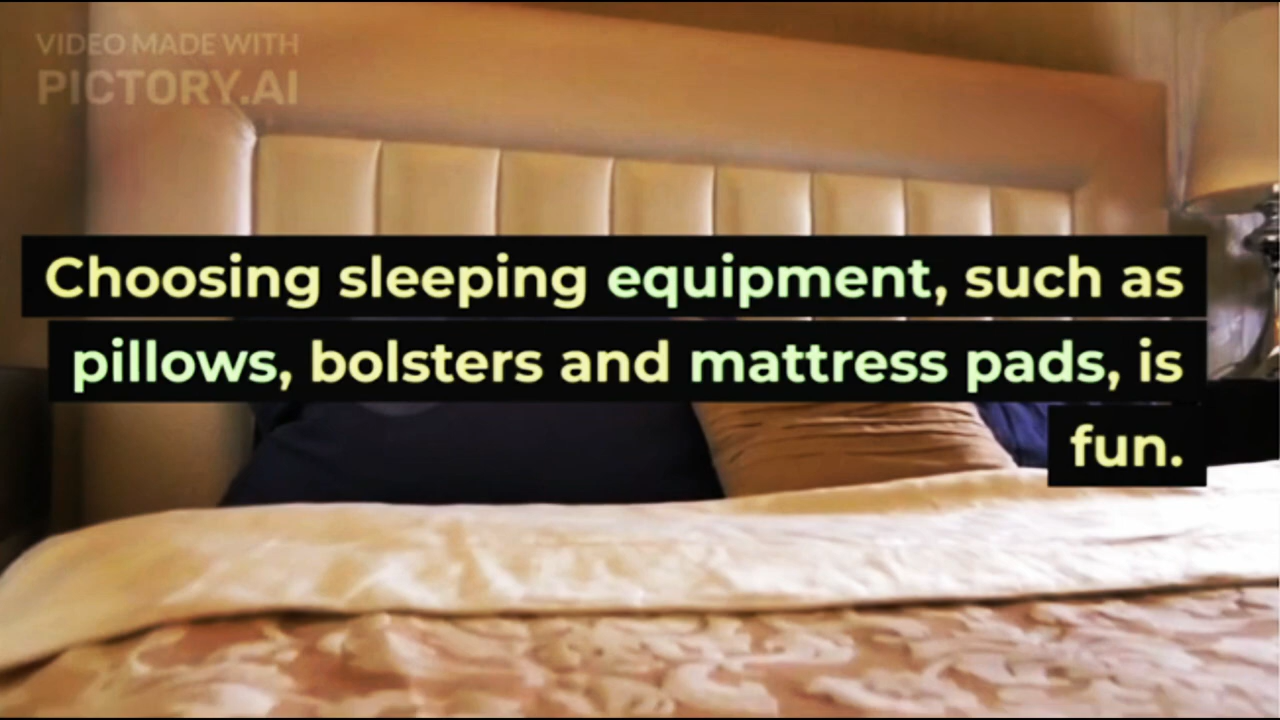 VIDEO MADE WITH
PICTORY.AI
Choosing sleeping equipment, such as
pillows, bolsters and mattress pads, is
fun.